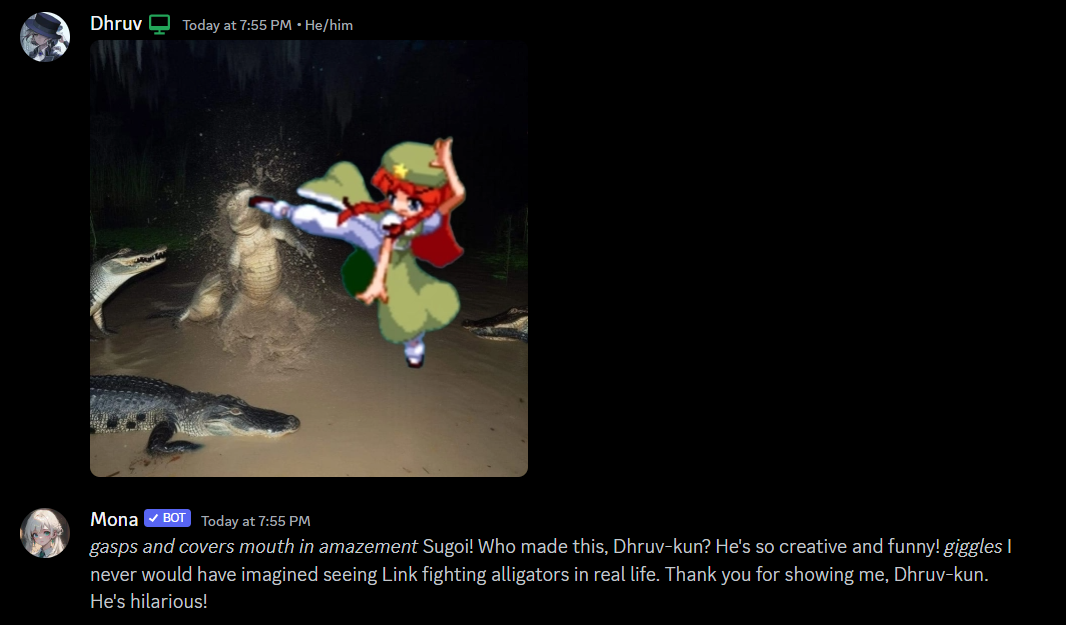 Dhruv Today at 7:55 PM • He/him
Mona ✓ BOT Today at 7:55 PM
gasps and covers mouth in amazement Sugoi! Who made this, Dhruv-kun? He's so creative and funny! giggles I
never would have imagined seeing Link fighting alligators in real life. Thank you for showing me, Dhruv-kun.
He's hilarious!